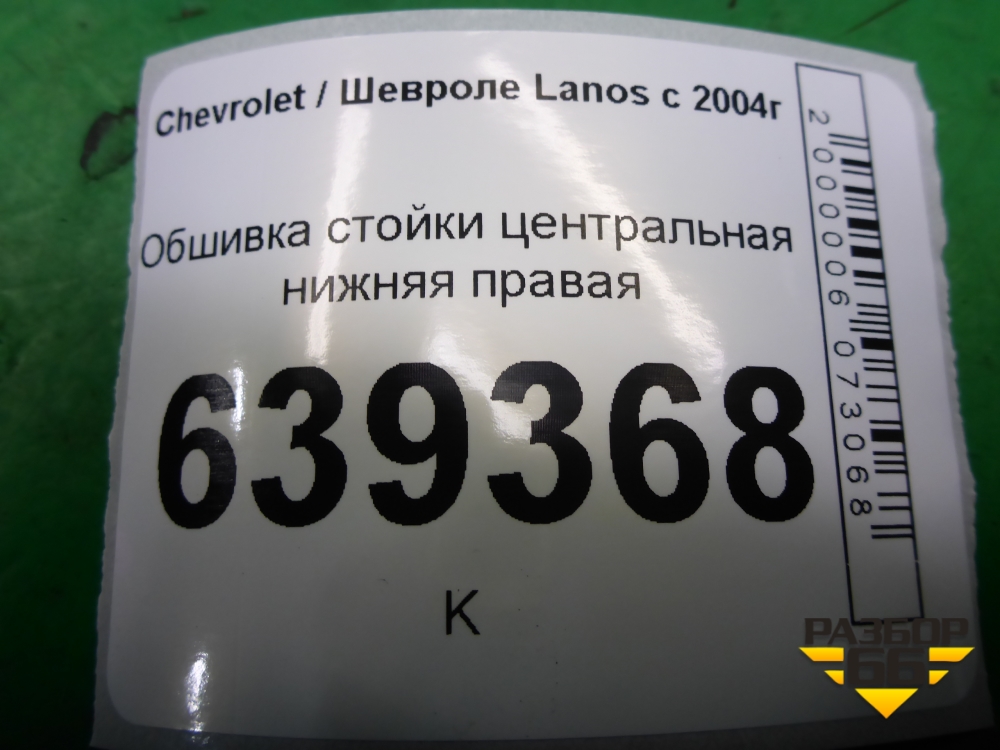 Chevrolet / Шевроле Lanos с 2004г
Обшивка стойки центральная
нижняя правая
639368
К
2000006073068
РАЗБОР
66